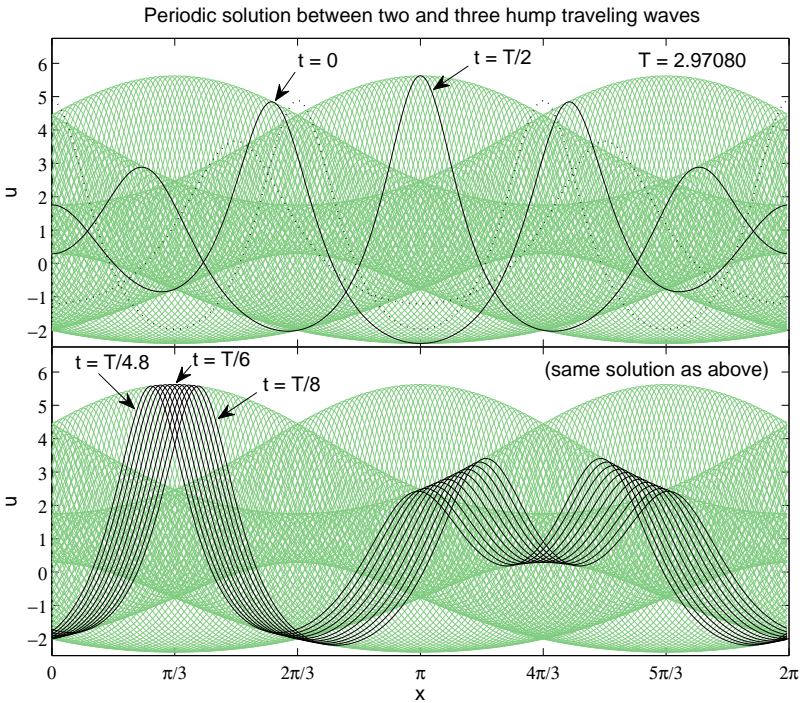 Periodic solution between two and three hump traveling waves
t = 0
t = T/2
T = 2.97080
6
5
4
3
2
1
0
−1
−2
u
t = T/4.8
t = T/6
t = T/8
(same solution as above)
6
5
4
3
2
1
0
−1
−2
u
0 π/3 2π/3 π 4π/3 5π/3 2π
x